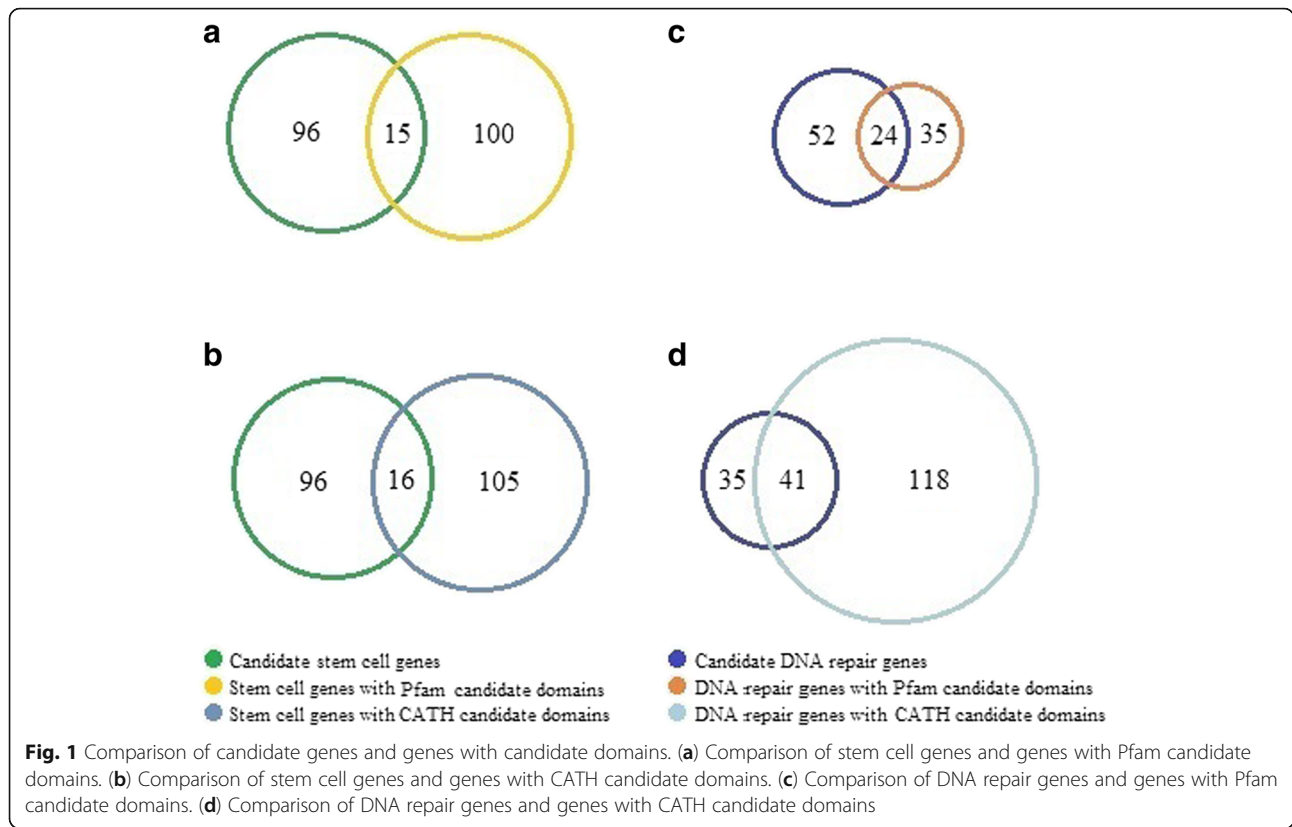 a
96 15 100
c
52 24 35
b
96 16 105
d
35 41 118
Candidate stem cell genes
Stem cell genes with Pfam candidate domains
Stem cell genes with CATH candidate domains
Candidate DNA repair genes
DNA repair genes with Pfam candidate domains
DNA repair genes with CATH candidate domains
Fig. 1 Comparison of candidate genes and genes with candidate domains. (a) Comparison of stem cell genes and genes with Pfam candidate
domains. (b) Comparison of stem cell genes and genes with CATH candidate domains. (c) Comparison of DNA repair genes and genes with Pfam
candidate domains. (d) Comparison of DNA repair genes and genes with CATH candidate domains